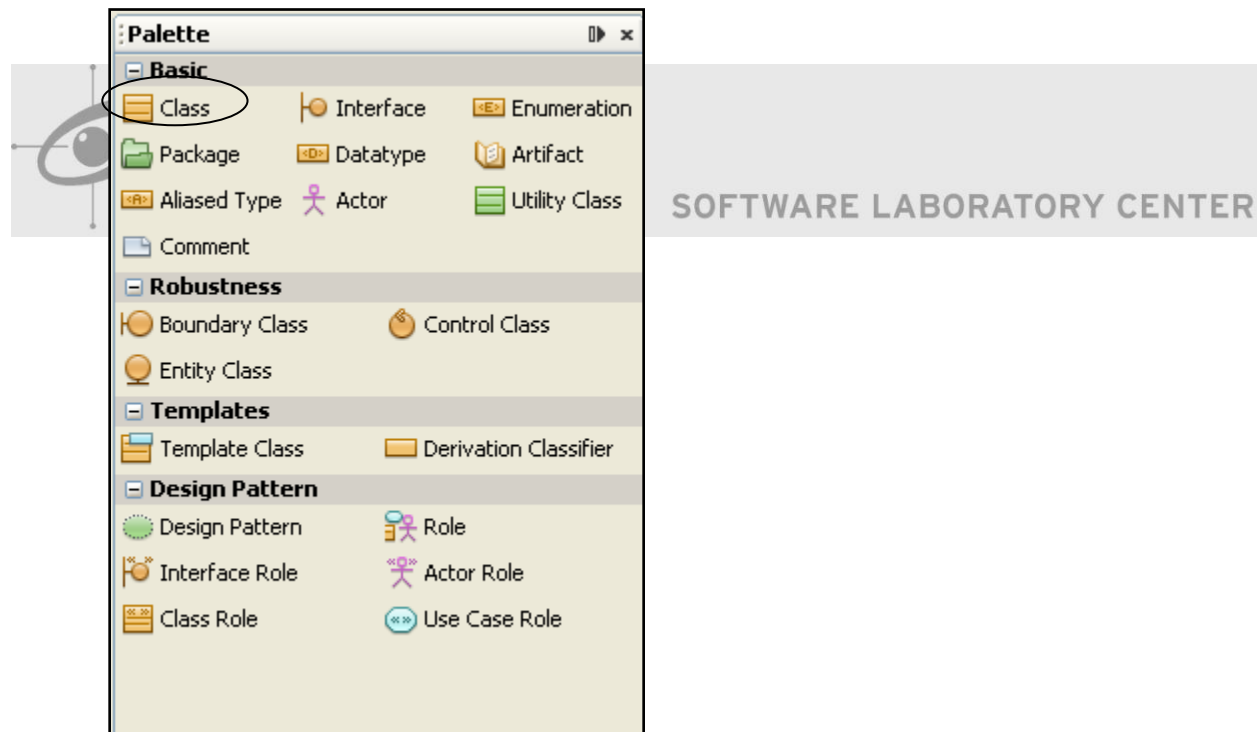 Palette
Basic
Class Interface Enumeration
Package Datatype Artifact
Aliased Type Actor Utility Class
SOFTWARE LABORATORY CENTER
Comment
Robustness
Boundary Class Control Class
Entity Class
Templates
Template Class Derivation Classifier
Design Pattern
Design Pattern Role
Interface Role Actor Role
Class Role Use Case Role